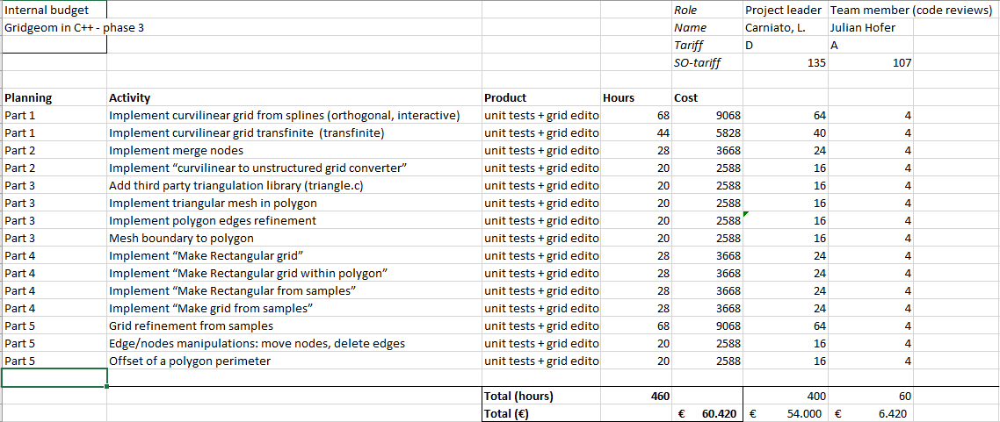 Internal budget Role Project leader Team member (code reviews)
Gridgeom in C++ - phase 3 Name Carniato, L. Julian Hofer
Tariff D A
SO-tariff 135 107
Planning Activity Product Hours Cost
Part 1 Implement curvilinear grid from splines (orthogonal, interactive) unit tests + grid edito 68 9068 64 4
Part 1 Implement curvilinear grid transfinite (transfinite) unit tests + grid edito 44 5828 40 4
Part 2 Implement merge nodes unit tests + grid edito 28 3668 24 4
Part 2 Implement “curvilinear to unstructured grid converter” unit tests + grid edito 20 2588 16 4
Part 3 Add third party triangulation library (triangle.c) unit tests + grid edito 20 2588 16 4
Part 3 Implement triangular mesh in polygon unit tests + grid edito 20 2588 16 4
Part 3 Implement polygon edges refinement unit tests + grid edito 20 2588 16 4
Part 3 Mesh boundary to polygon unit tests + grid edito 20 2588 16 4
Part 4 Implement “Make Rectangular grid” unit tests + grid edito 28 3668 24 4
Part 4 Implement “Make Rectangular grid within polygon” unit tests + grid edito 28 3668 24 4
Part 4 Implement “Make Rectangular from samples” unit tests + grid edito 28 3668 24 4
Part 4 Implement “Make grid from samples” unit tests + grid edito 28 3668 24 4
Part 5 Grid refinement from samples unit tests + grid edito 68 9068 64 4
Part 5 Edge/nodes manipulations: move nodes, delete edges unit tests + grid edito 20 2588 16 4
Part 5 Offset of a polygon perimeter unit tests + grid edito 20 2588 16 4
Total (hours) 460 400 60
Total (€) € 60.420 € 54.000 € 6.420